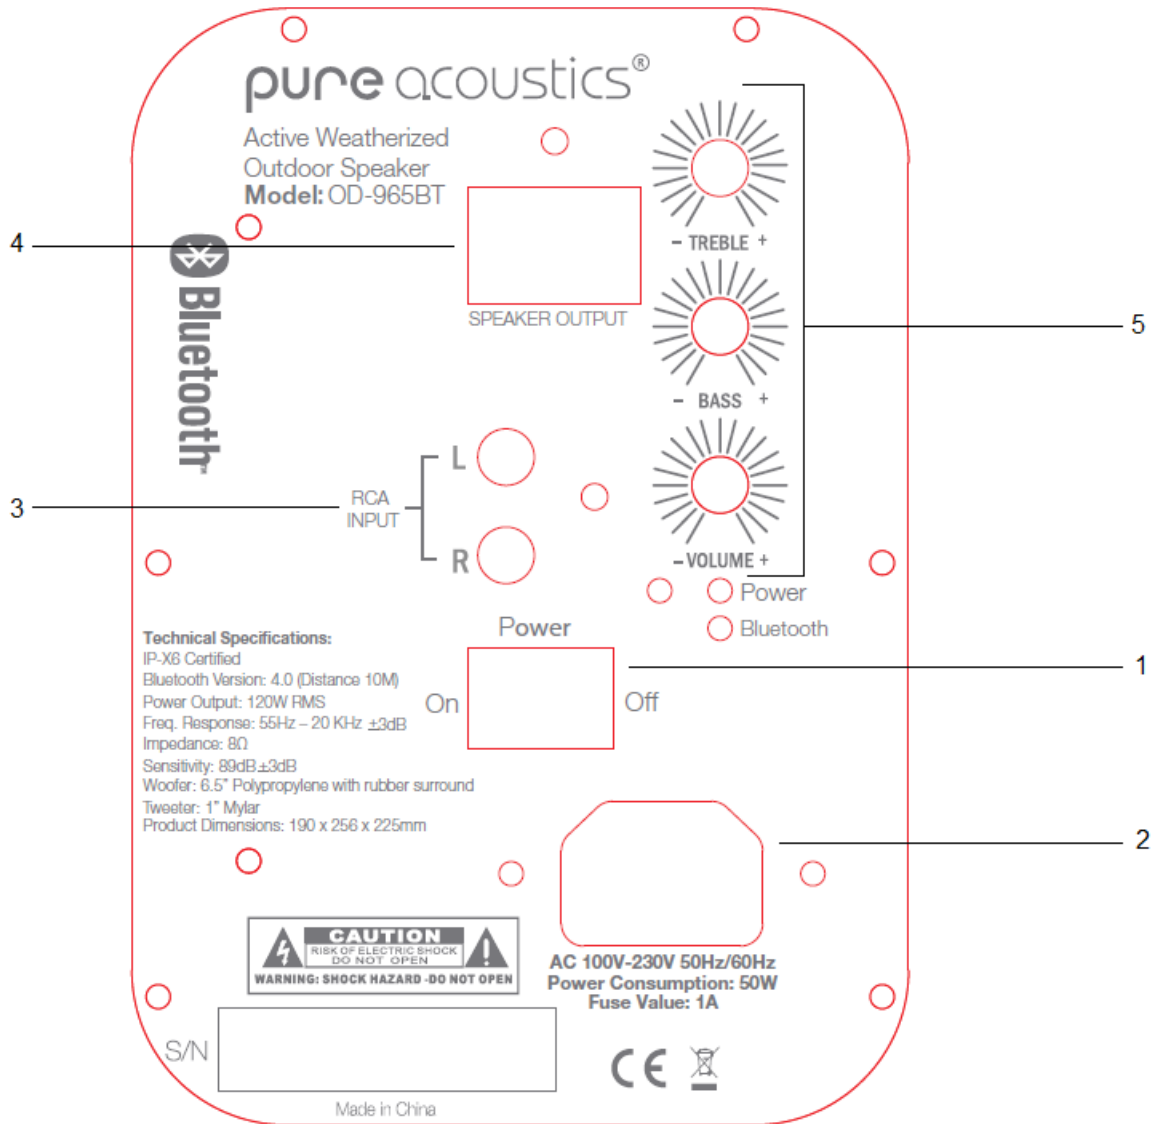 pure acoustics®
Active Weatherized
Outdoor Speaker
Model: OD-965BT
- TREBLE +
4
Bluetooth™
SPEAKER OUTPUT
5
- BASS +
L
3
RCA
INPUT
R
- VOLUME +
Power
Bluetooth
Power
1
On
Off
Technical Specifications:
IP-X6 Certified
Bluetooth Version: 4.0 (Distance 10M)
Power Output: 120W RMS
Freq. Response: 55Hz – 20 KHz ±3dB
Impedance: 8Ω
Sensitivity: 89dB±3dB
Woofer: 6.5" Polypropylene with rubber surround
Tweeter: 1" Mylar
Product Dimensions: 190 x 256 x 225mm
2
CAUTION
RISK OF ELECTRIC SHOCK
DO NOT OPEN
WARNING: SHOCK HAZARD -DO NOT OPEN
AC 100V-230V 50Hz/60Hz
Power Consumption: 50W
Fuse Value: 1A
S/N
CE
Made in China